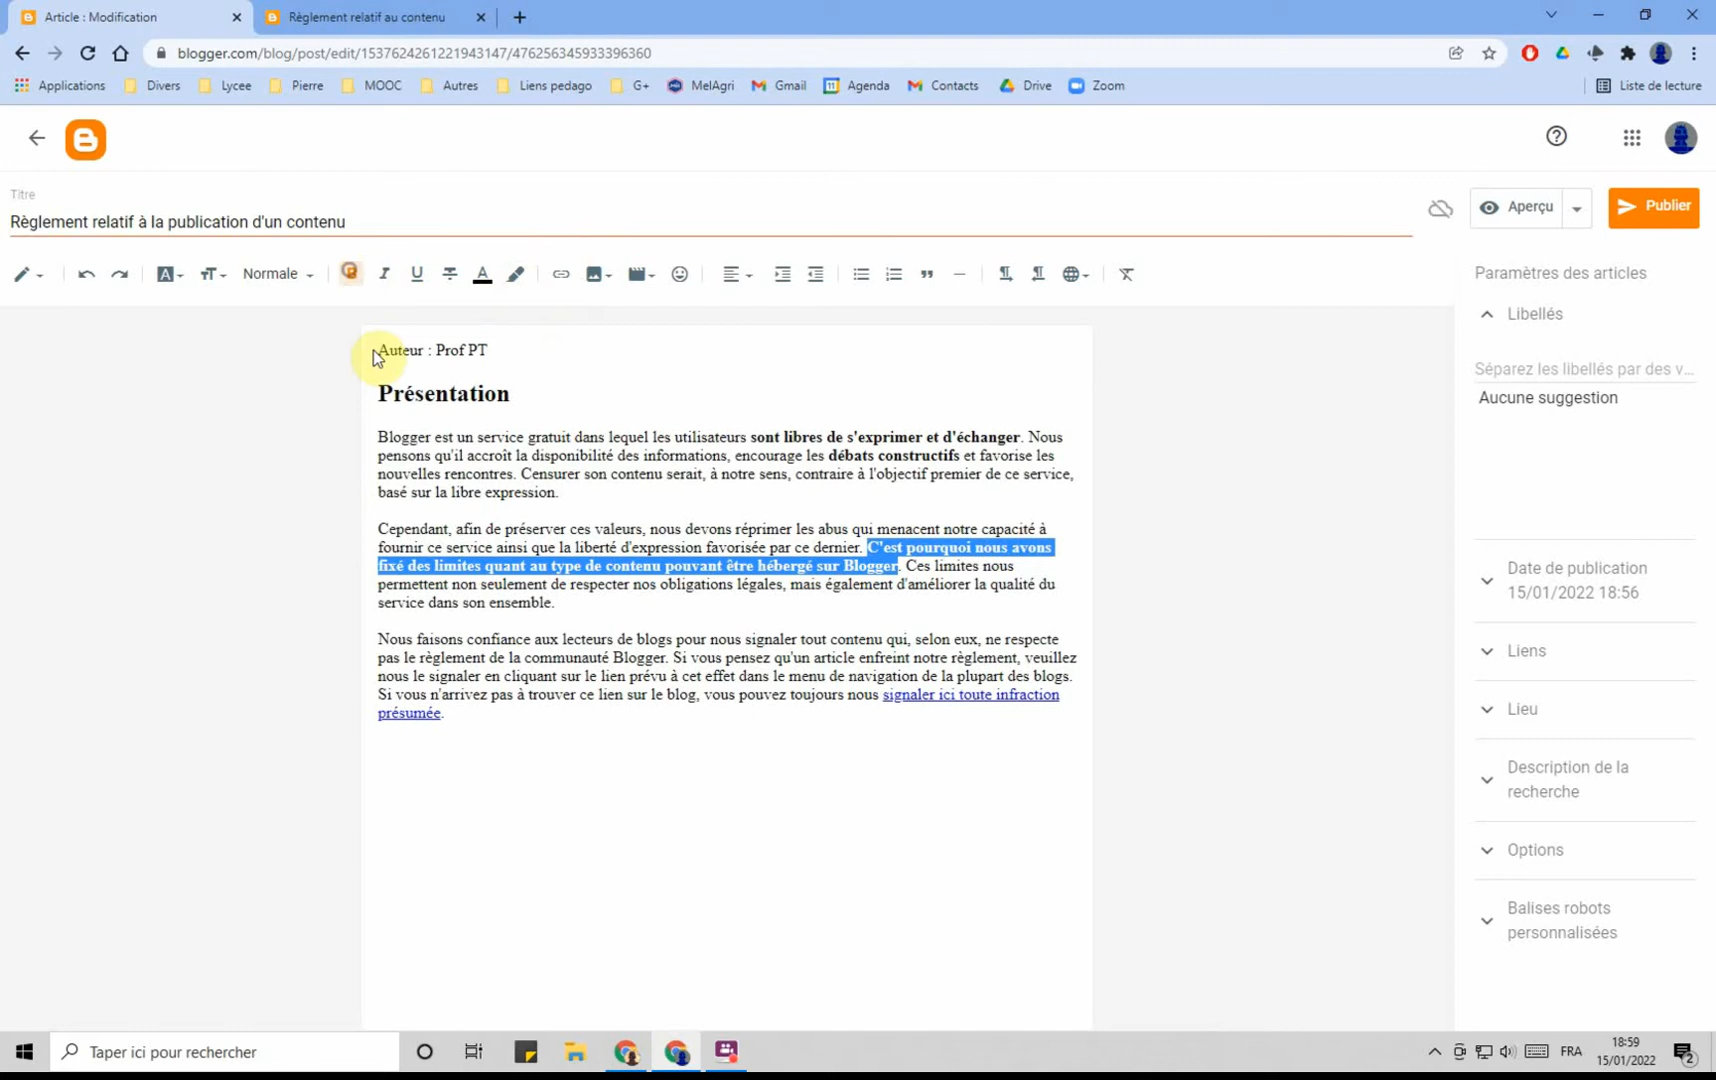 Article : Modification
Règlement relatif au contenu
blogger.com/blog/post/edit/1537624261221943147/476256345933396360
Applications Divers Lycee Pierre MOOC Autres Liens pedago G+ MelAgri Gmail Agenda Contacts Drive Zoom Liste de lecture
Titre
Règlement relatif à la publication d'un contenu
Aperçu
Publier
Normale
Auteur : Prof PT
Présentation
Blogger est un service gratuit dans lequel les utilisateurs sont libres de s'exprimer et d'échanger. Nous
pensons qu'il accroît la disponibilité des informations, encourage les débats constructifs et favorise les
nouvelles rencontres. Censurer son contenu serait, à notre sens, contraire à l'objectif premier de ce service,
basé sur la libre expression.
Cependant, afin de préserver ces valeurs, nous devons réprimer les abus qui menacent notre capacité à
fournir ce service ainsi que la liberté d'expression favorisée par ce dernier. C'est pourquoi nous avons
fixé des limites quant au type de contenu pouvant être hébergé sur Blogger. Ces limites nous
permettent non seulement de respecter nos obligations légales, mais également d'améliorer la qualité du
service dans son ensemble.
Nous faisons confiance aux lecteurs de blogs pour nous signaler tout contenu qui, selon eux, ne respecte
pas le règlement de la communauté Blogger. Si vous pensez qu'un article enfreint notre règlement, veuillez
nous le signaler en cliquant sur le lien prévu à cet effet dans le menu de navigation de la plupart des blogs.
Si vous n'arrivez pas à trouver ce lien sur le blog, vous pouvez toujours nous signaler ici toute infraction
présumée.
Paramètres des articles
Libellés
Séparez les libellés par des v...
Aucune suggestion
Date de publication
15/01/2022 18:56
Liens
Lieu
Description de la
recherche
Options
Balises robots
personnalisées
Taper ici pour rechercher
FRA
18:59
15/01/2022
2